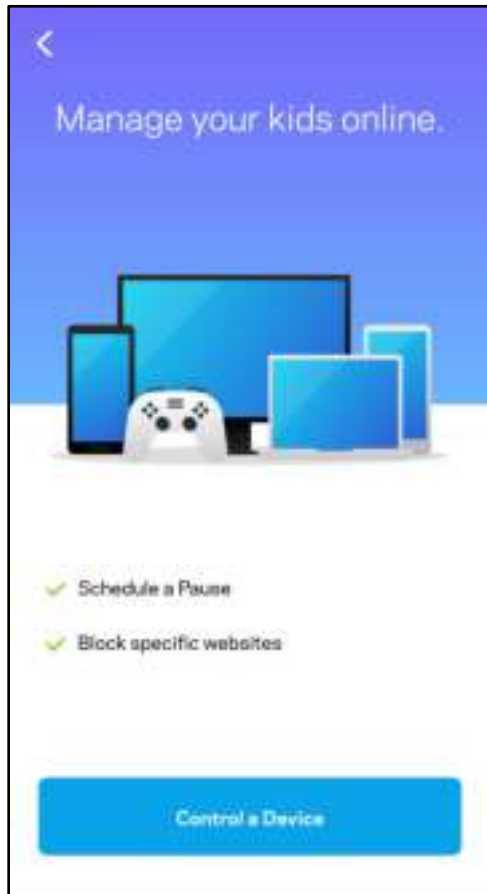 Manage your kids online.
Schedule a Pause
Block specific websites
Control a Device